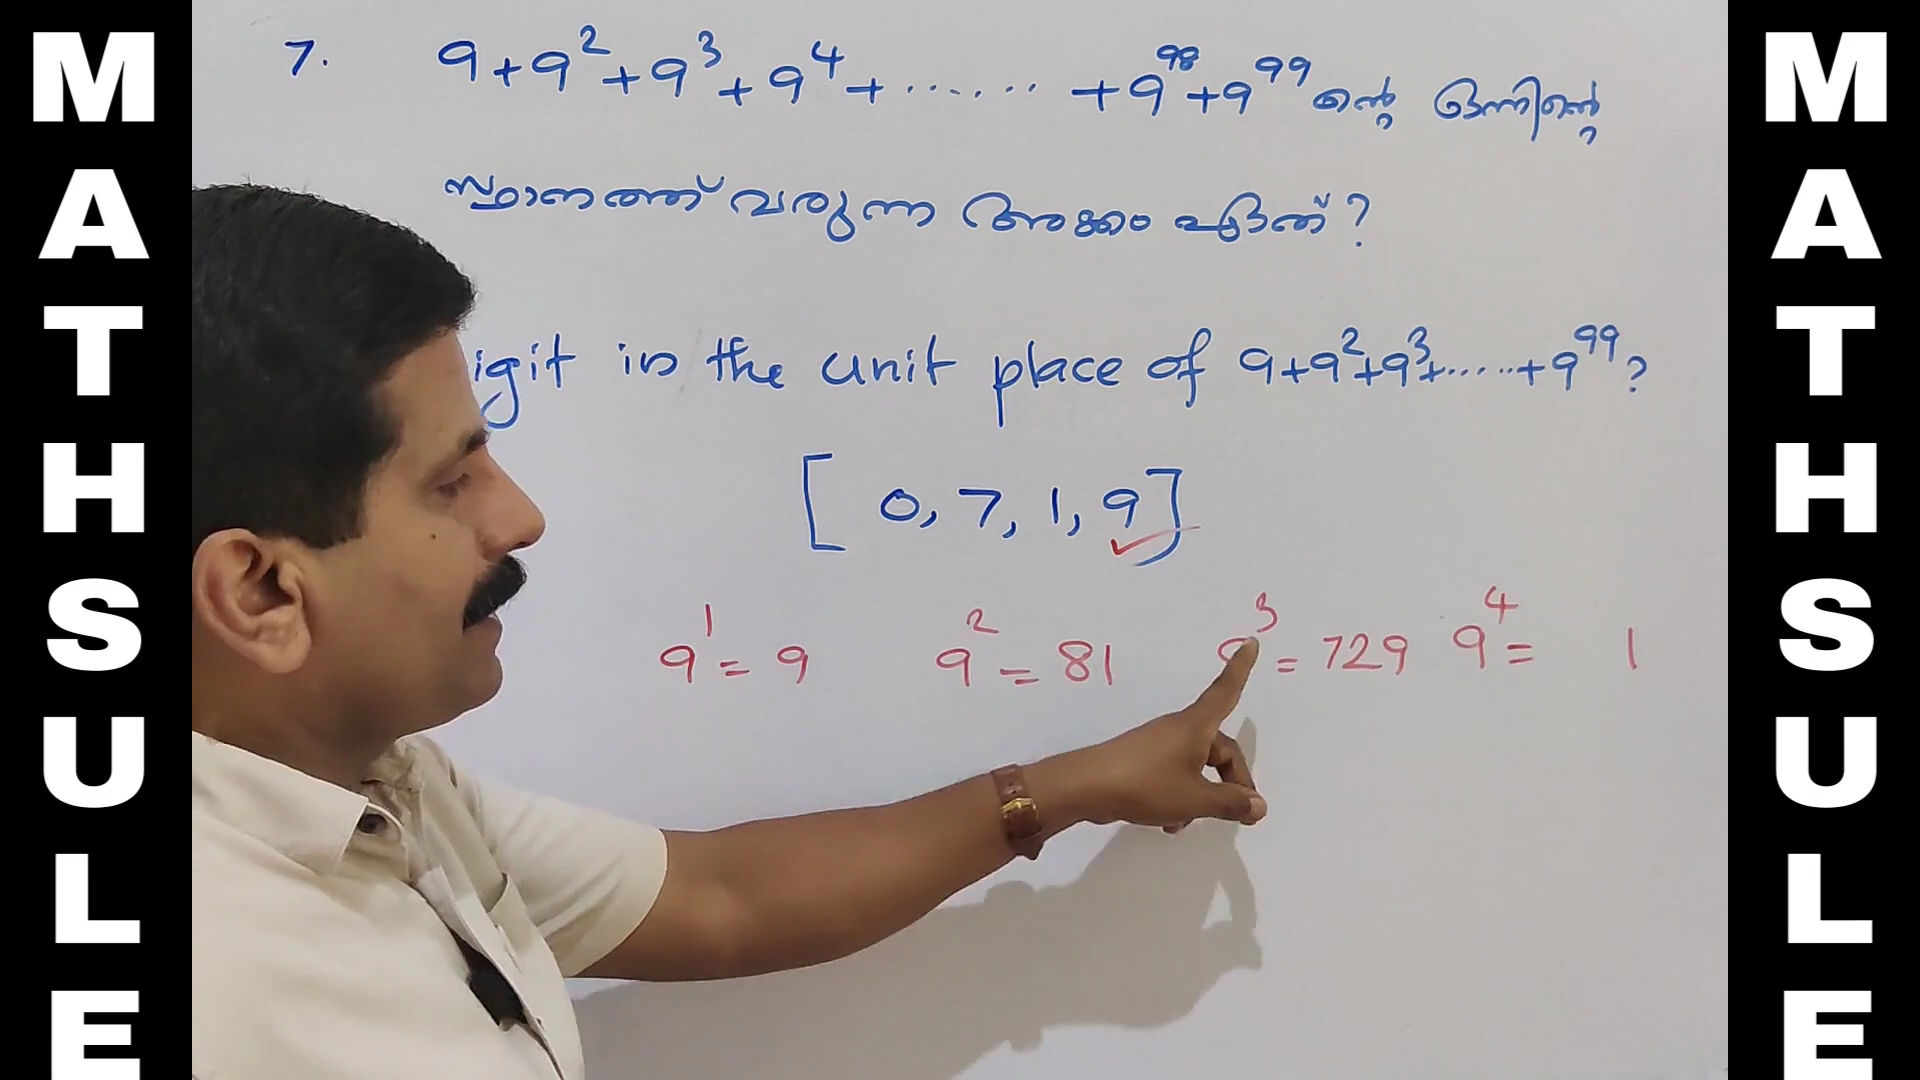 MATHSULE
7. 9+9²+9³+9⁴+......+9⁹⁸+9⁹⁹ ന്റെ ഒന്നിന്റെ
സ്ഥാനത്ത് വരുന്ന അക്കം ഏത്?
igit in the unit place of 9+9²+9³+.....+9⁹⁹?
[ 0, 7, 1, 9]
9¹ = 9 9² = 81 9³ = 729 9⁴ = 1
MATHSULE